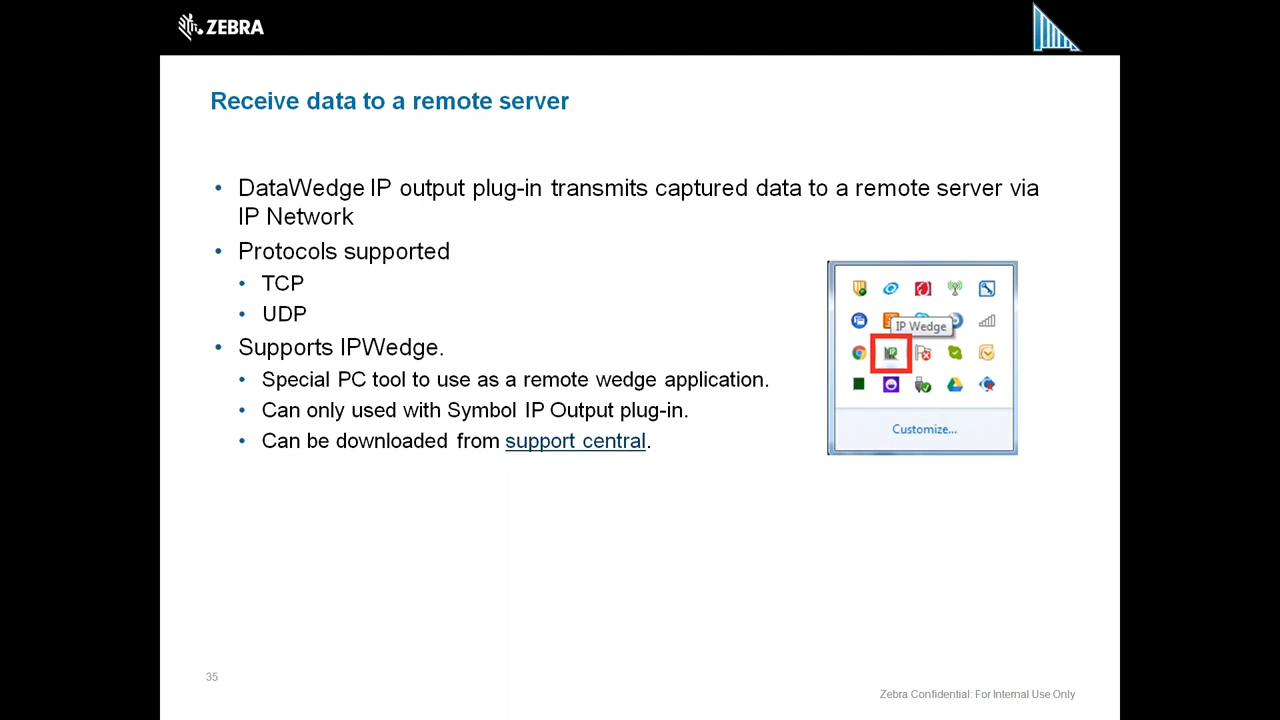 ZEBRA
Receive data to a remote server
• DataWedge IP output plug-in transmits captured data to a remote server via
IP Network
• Protocols supported
• TCP
• UDP
• Supports IPWedge.
• Special PC tool to use as a remote wedge application.
• Can only used with Symbol IP Output plug-in.
• Can be downloaded from support central.
IP Wedge
Customize...
35
Zebra Confidential: For Internal Use Only